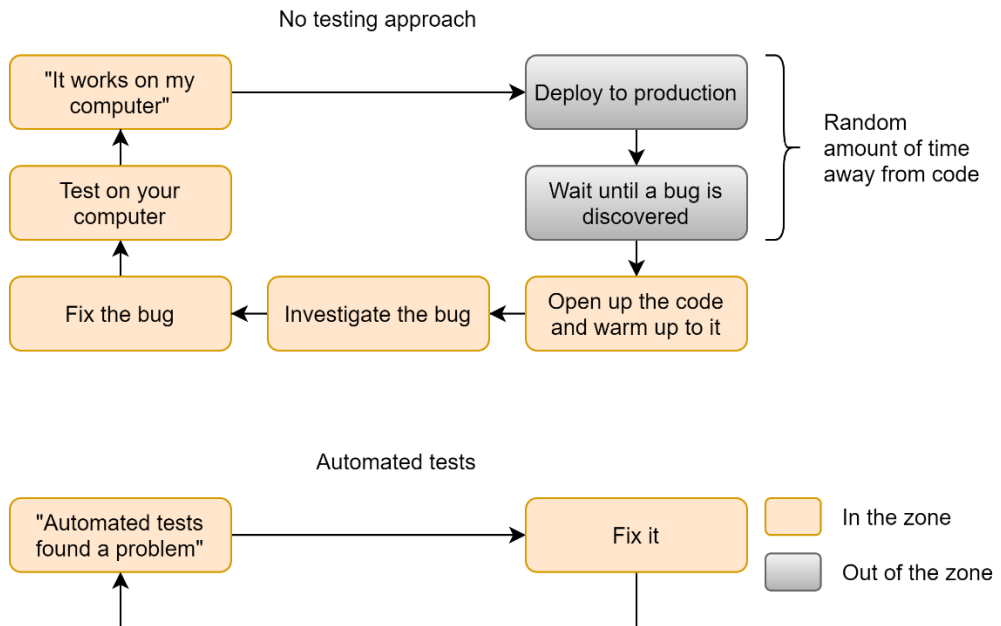 No testing approach
"It works on my
computer"
Deploy to production
Random
amount of time
away from code
Test on your
computer
Wait until a bug is
discovered
Fix the bug
Investigate the bug
Open up the code
and warm up to it
Automated tests
"Automated tests
found a problem"
Fix it
In the zone
Out of the zone